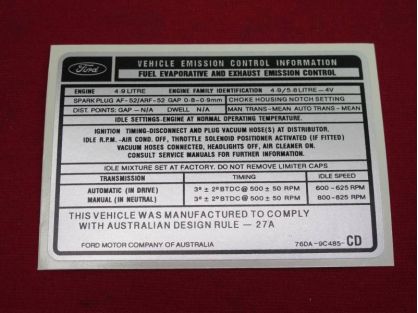 Ford
VEHICLE EMISSION CONTROL INFORMATION
FUEL EVAPORATIVE AND EXHAUST EMISSION CONTROL
ENGINE 4.9 LITRE ENGINE FAMILY IDENTIFICATION 4.9/5.8 LITRE—4V
SPARK PLUG AF-52/ARF-52 GAP 0·8-0·9mm CHOKE HOUSING NOTCH SETTING
DIST. POINTS: GAP—N/A DWELL N/A MAN TRANS-MEAN AUTO TRANS-MEAN
IDLE SETTINGS-ENGINE AT NORMAL OPERATING TEMPERATURE.
IGNITION TIMING-DISCONNECT AND PLUG VACUUM HOSE(S) AT DISTRIBUTOR.
IDLE R.P.M.-AIR COND. OFF, THROTTLE SOLENOID POSITIONER ACTIVATED (IF FITTED)
VACUUM HOSES CONNECTED, HEADLIGHTS OFF, AIR CLEANER ON.
CONSULT SERVICE MANUALS FOR FURTHER INFORMATION.
IDLE MIXTURE SET AT FACTORY. DO NOT REMOVE LIMITER CAPS
TRANSMISSION TIMING IDLE SPEED
AUTOMATIC (IN DRIVE) 3º ± 2º BTDC @ 500 ± 50 RPM 600-625 RPM
MANUAL (IN NEUTRAL) 3º ± 2º BTDC @ 500 ± 50 RPM 800-825 RPM
THIS VEHICLE WAS MANUFACTURED TO COMPLY
WITH AUSTRALIAN DESIGN RULE — 27A
FORD MOTOR COMPANY OF AUSTRALIA 76DA-9C485- CD